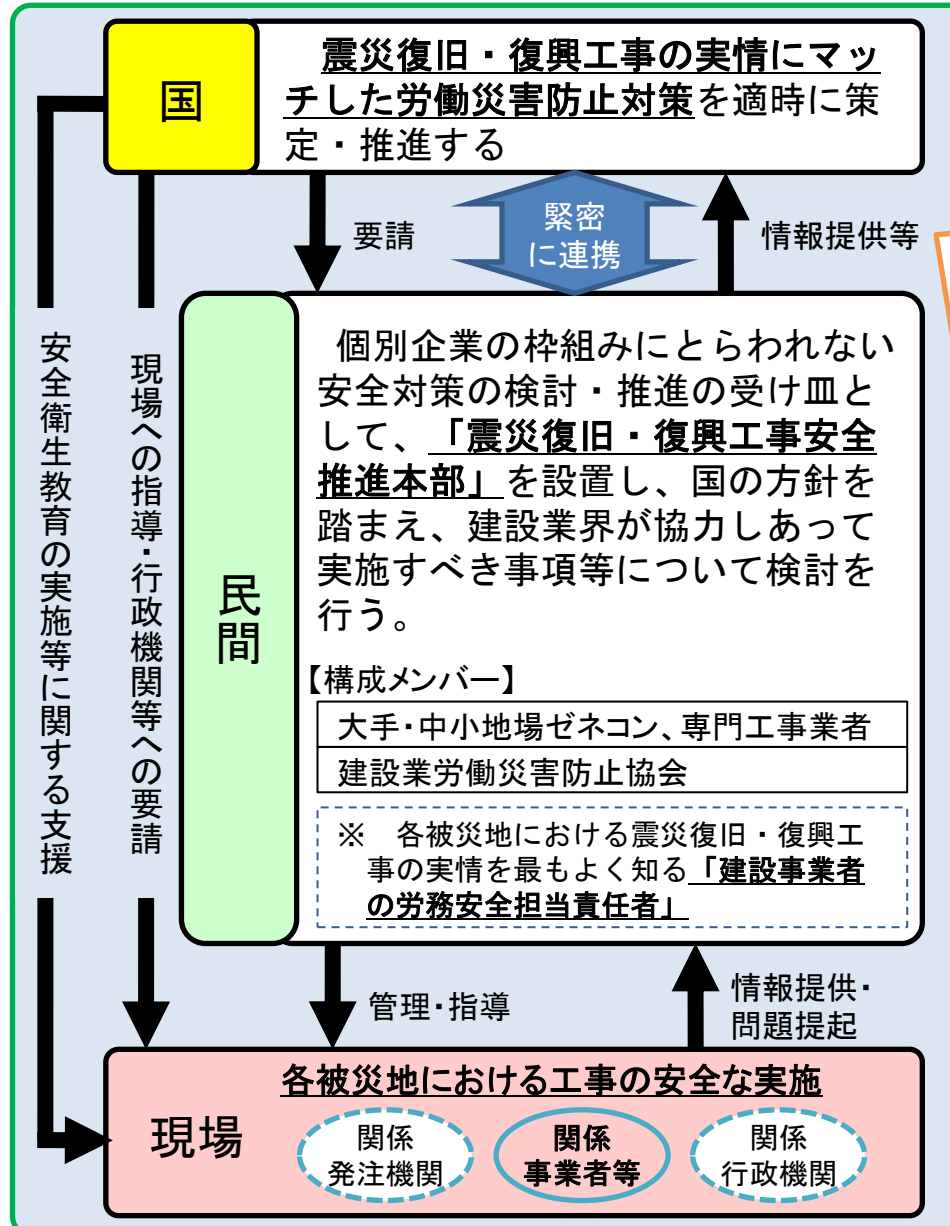 国
震災復旧・復興工事の実情にマッ
チした労働災害防止対策を適時に策
定・推進する
要請
緊密
に連携
情報提供等
安全衛生教育の実施等に関する支援
現場への指導・行政機関等への要請
民間
個別企業の枠組みにとらわれない
安全対策の検討・推進の受け皿と
して、「震災復旧・復興工事安全
推進本部」を設置し、国の方針を
踏まえ、建設業界が協力しあって
実施すべき事項等について検討を
行う。
【構成メンバー】
大手・中小地場ゼネコン、専門工事業者
建設業労働災害防止協会
※　各被災地における震災復旧・復興工
事の実情を最もよく知る「建設事業者
の労務安全担当責任者」
管理・指導
情報提供・
問題提起
各被災地における工事の安全な実施
現場
関係
発注機関
関係
事業者等
関係
行政機関